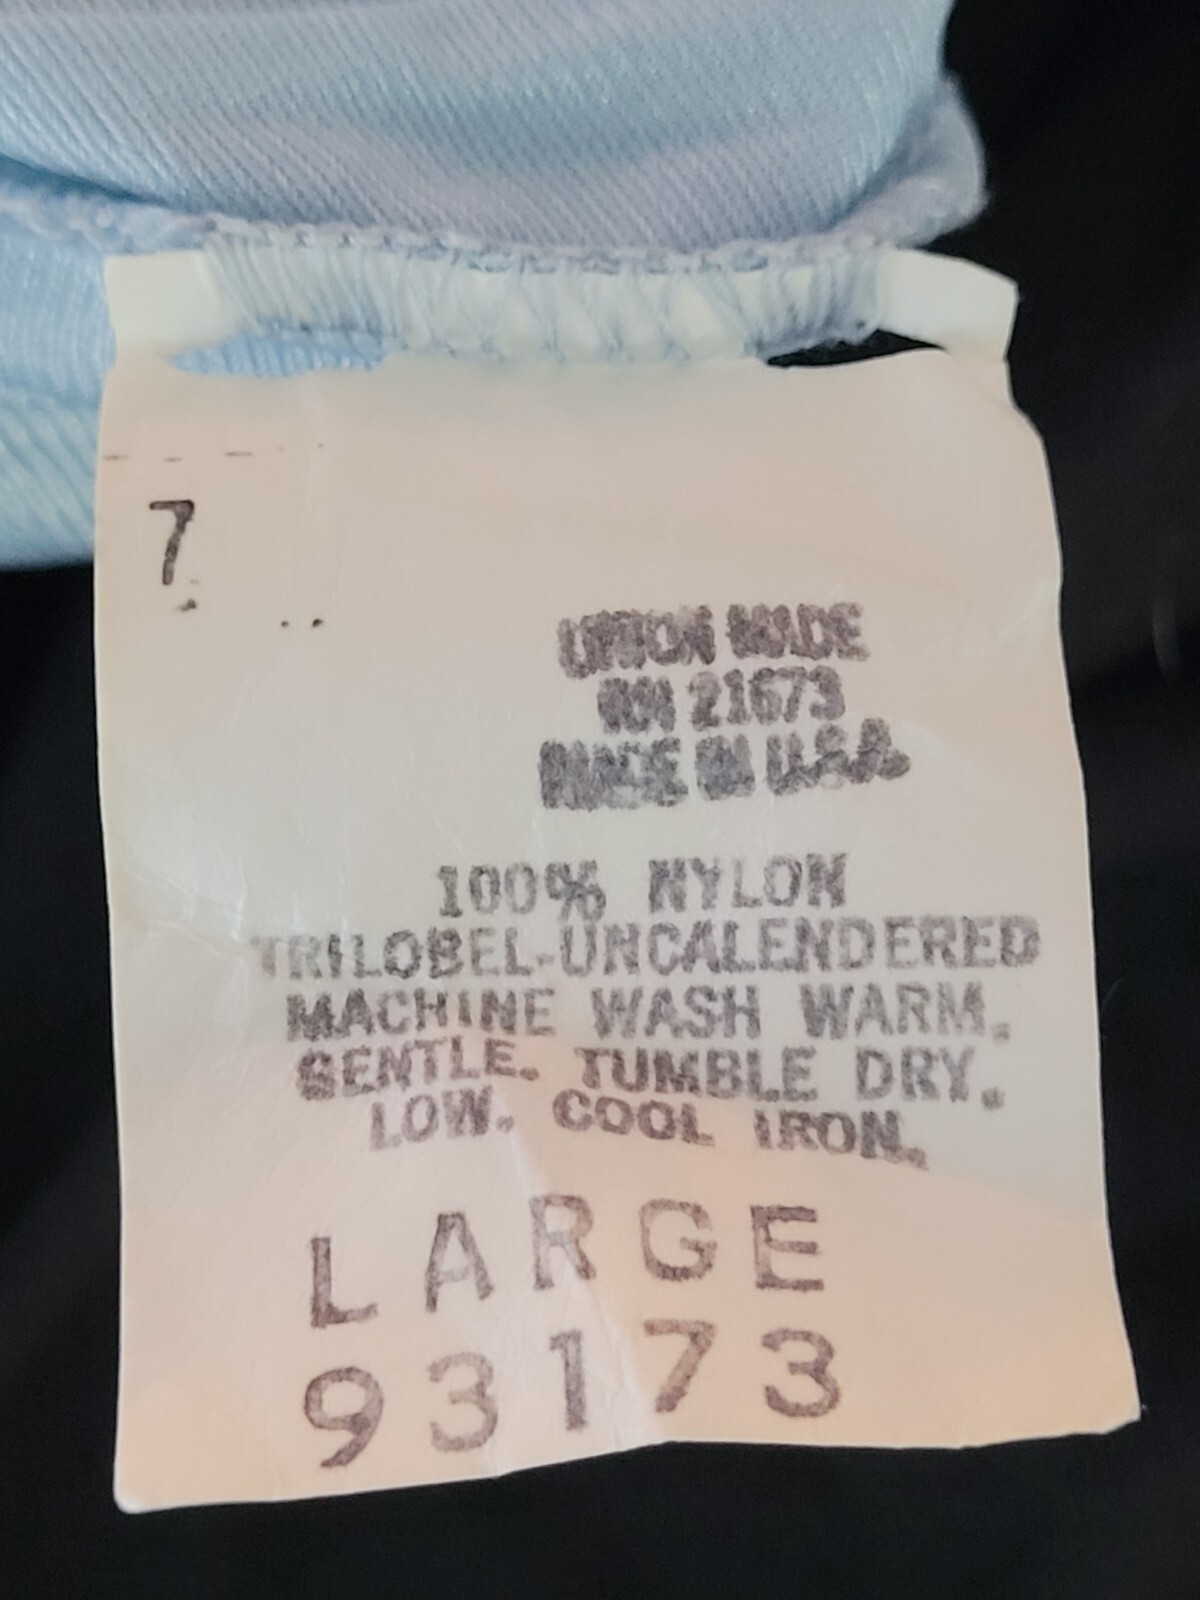 7
UNION MADE
RN 21673
MADE IN U.S.A.
100% NYLON
TRILOBEL-UNCALENDERED
MACHINE WASH WARM.
GENTLE. TUMBLE DRY.
LOW. COOL IRON.
LARGE
93173